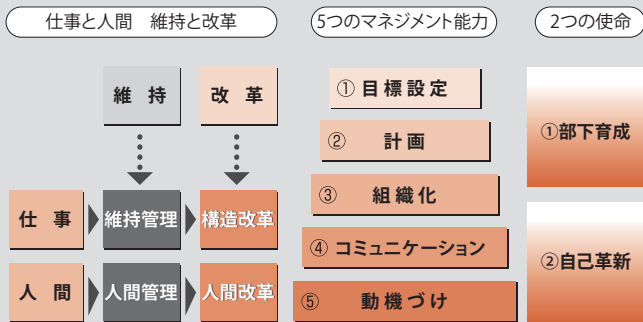 仕事と人間 維持と改革
5つのマネジメント能力
2つの使命
維 持
改 革
仕 事
維持管理
構造改革
人 間
人間管理
人間改革
① 目標設定
② 計画
③ 組織化
④ コミュニケーション
⑤ 動機づけ
①部下育成
②自己革新